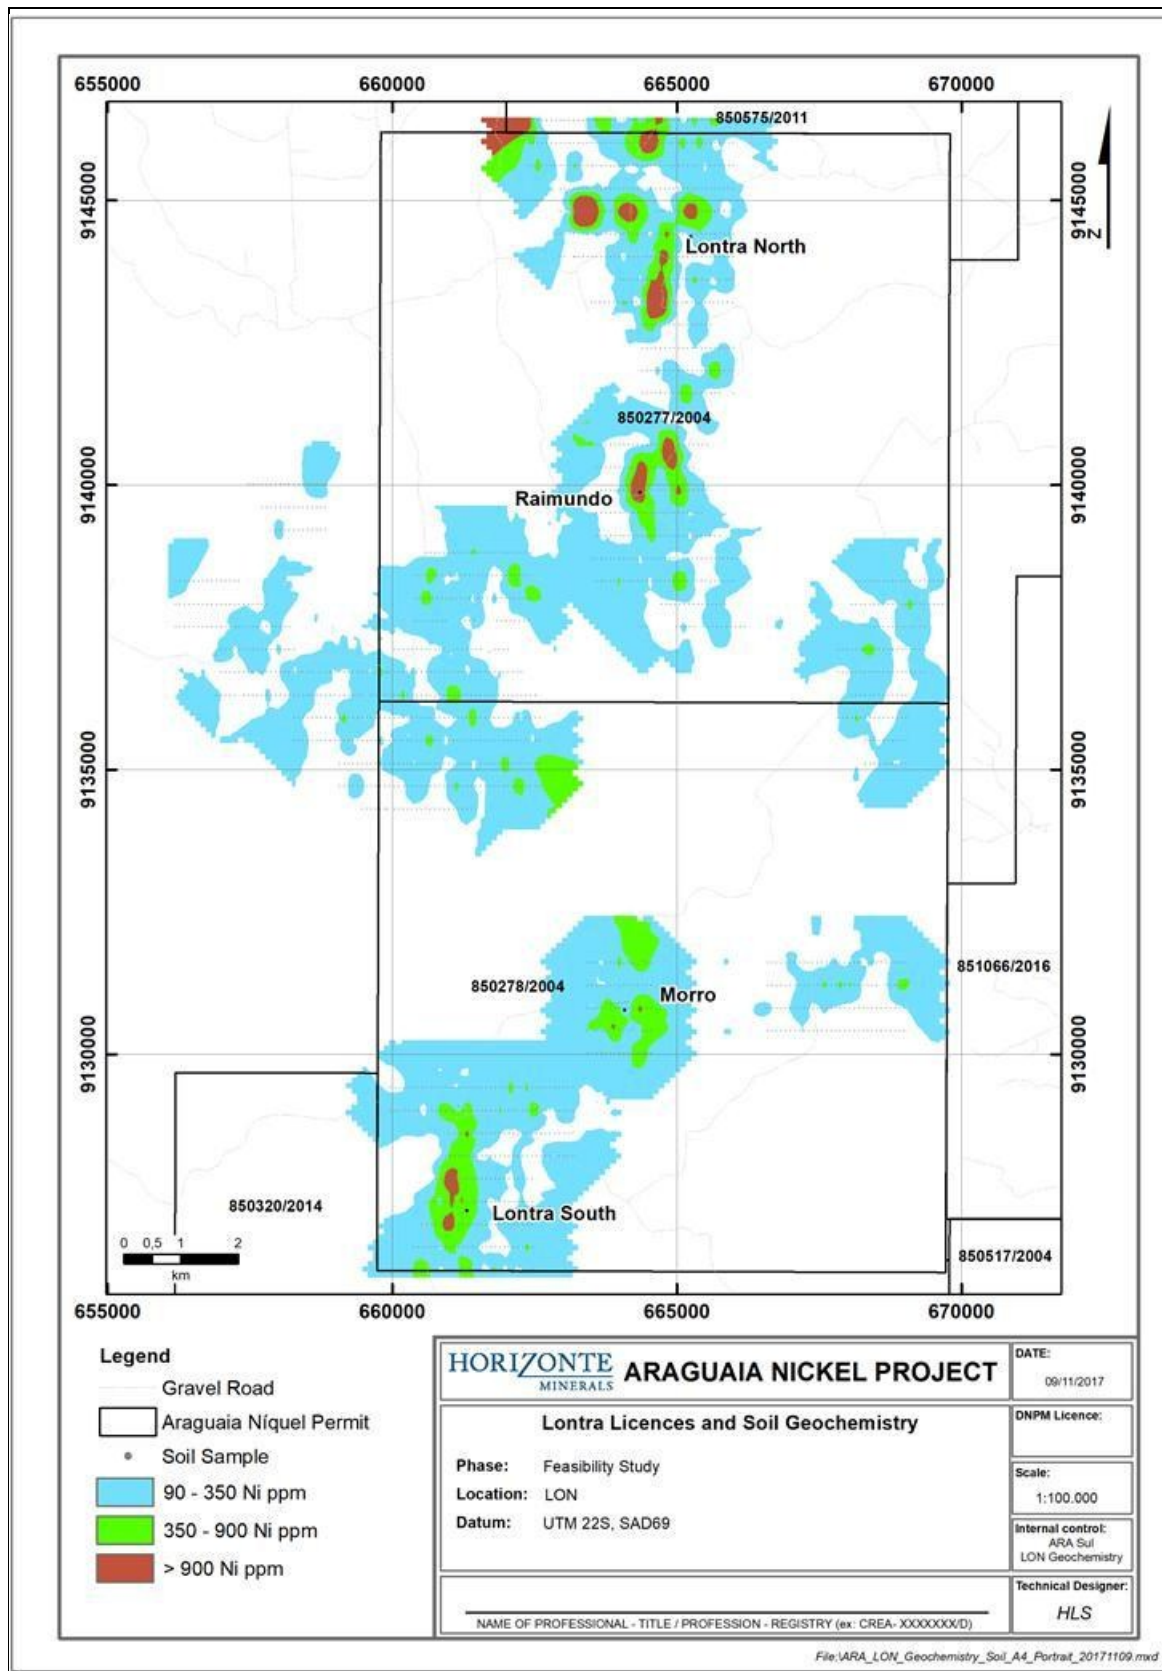 655000 660000 665000 670000
850575/2011
9145000 9145000
N
Lontra North
850277/2004
9140000 9140000
Raimundo
9135000 9135000
850278/2004 851066/2016
Morro
9130000 9130000
850320/2014
Lontra South
0 0,5 1 2
km
850517/2004
655000 660000 665000 670000
Legend
Gravel Road
Araguaia Níquel Permit
Soil Sample
90 - 350 Ni ppm
350 - 900 Ni ppm
> 900 Ni ppm
HORIZONTE
MINERALS
ARAGUAIA NICKEL PROJECT
DATE:
09/11/2017
Lontra Licences and Soil Geochemistry
Phase: Feasibility Study
Location: LON
Datum: UTM 22S, SAD69
DNPM Licence:
Scale:
1:100.000
Internal control:
ARA Sul
LON Geochemistry
Technical Designer:
HLS
NAME OF PROFESSIONAL - TITLE / PROFESSION - REGISTRY (ex: CREA- XXXXXXX/D)
File:\ARA_LON_Geochemistry_Soil_A4_Portrait_20171109.mxd